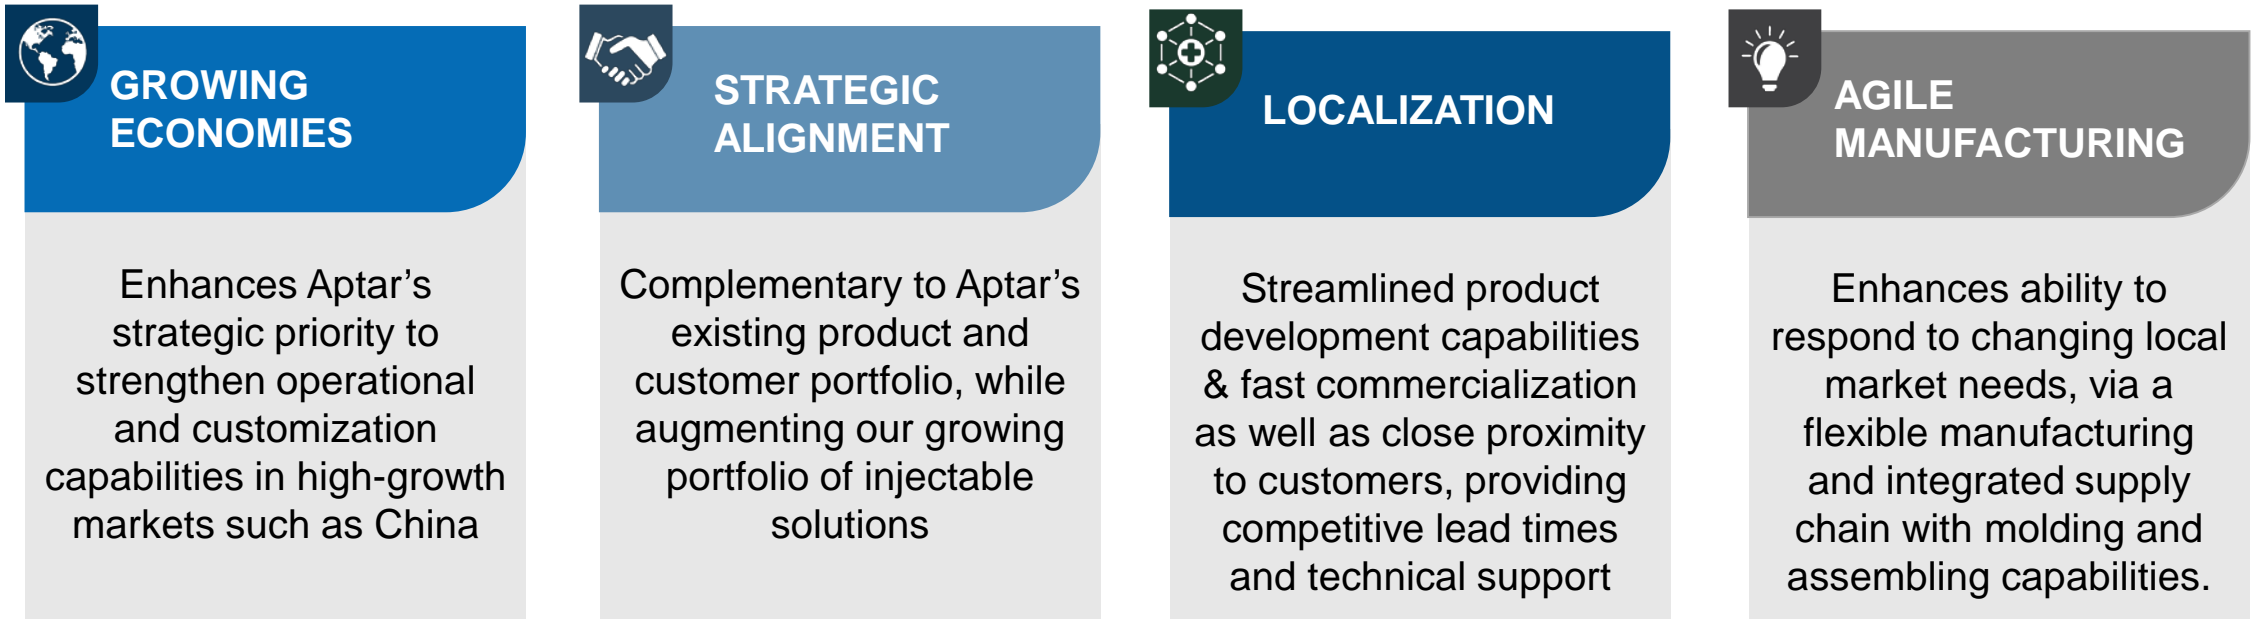 GROWING
ECONOMIES
Enhances Aptar’s
strategic priority to
strengthen operational
and customization
capabilities in high-growth
markets such as China
STRATEGIC
ALIGNMENT
Complementary to Aptar’s
existing product and
customer portfolio, while
augmenting our growing
portfolio of injectable
solutions
LOCALIZATION
Streamlined product
development capabilities
& fast commercialization
as well as close proximity
to customers, providing
competitive lead times
and technical support
AGILE
MANUFACTURING
Enhances ability to
respond to changing local
market needs, via a
flexible manufacturing
and integrated supply
chain with molding and
assembling capabilities.